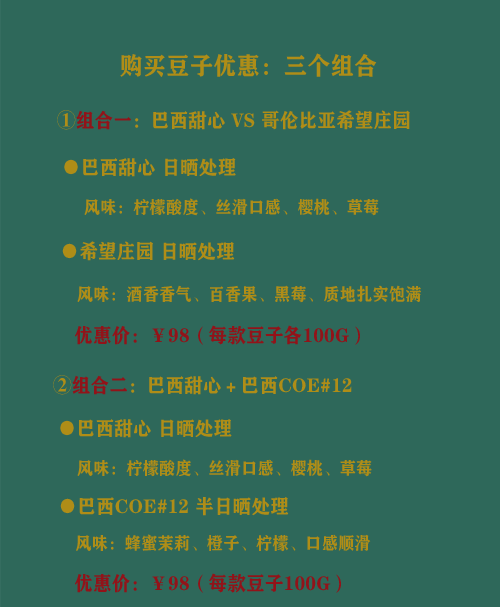 购买豆子优惠：三个组合
①组合一：巴西甜心 VS 哥伦比亚希望庄园
●巴西甜心 日晒处理
风味：柠檬酸度、丝滑口感、樱桃、草莓
●希望庄园 日晒处理
风味：酒香香气、百香果、黑莓、质地扎实饱满
优惠价：￥98（每款豆子各100G）
②组合二：巴西甜心＋巴西COE#12
●巴西甜心 日晒处理
风味：柠檬酸度、丝滑口感、樱桃、草莓
●巴西COE#12 半日晒处理
风味：蜂蜜茉莉、橙子、柠檬、口感顺滑
优惠价：￥98（每款豆子100G）